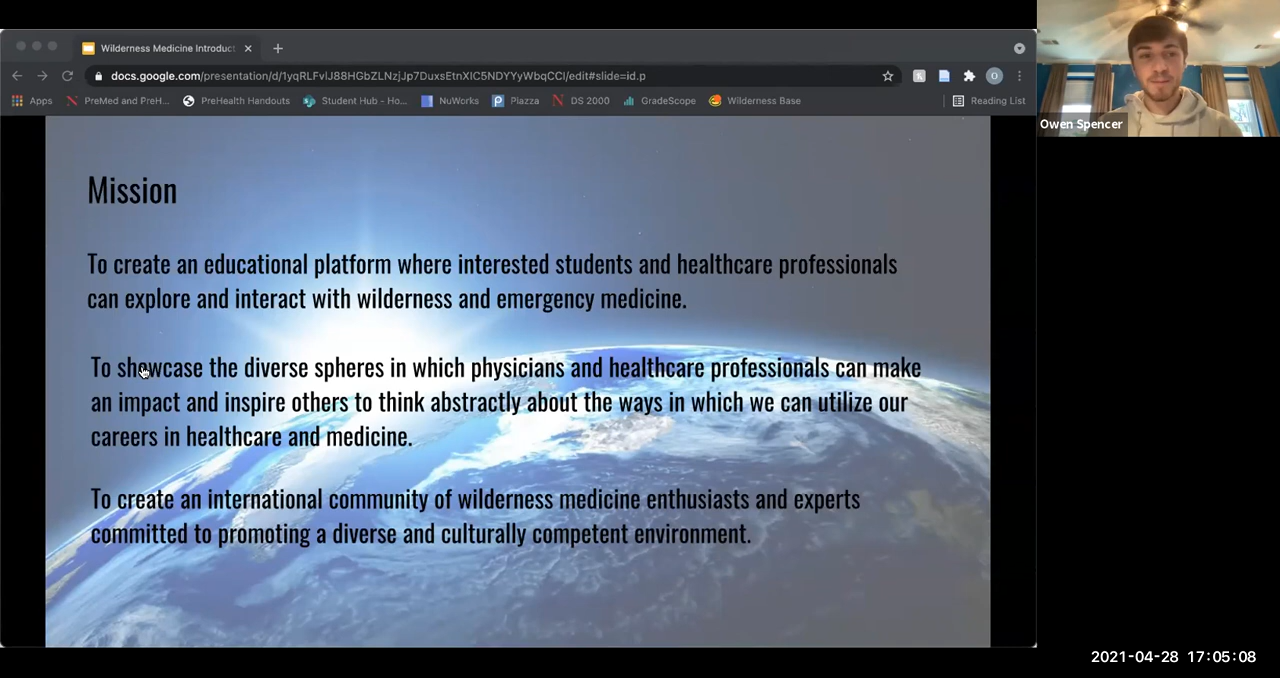 Wilderness Medicine Introduct
docs.google.com/presentation/d/1yqRLFvlJ88HGbZLNzjJp7DuxsEtnXIC5NDYYyWbqCCI/edit#slide=id.p
Apps PreMed and PreH... PreHealth Handouts Student Hub - Ho... NuWorks Piazza DS 2000 GradeScope Wilderness Base Reading List
Owen Spencer
Mission
To create an educational platform where interested students and healthcare professionals
can explore and interact with wilderness and emergency medicine.
To showcase the diverse spheres in which physicians and healthcare professionals can make
an impact and inspire others to think abstractly about the ways in which we can utilize our
careers in healthcare and medicine.
To create an international community of wilderness medicine enthusiasts and experts
committed to promoting a diverse and culturally competent environment.
2021-04-28 17:05:08